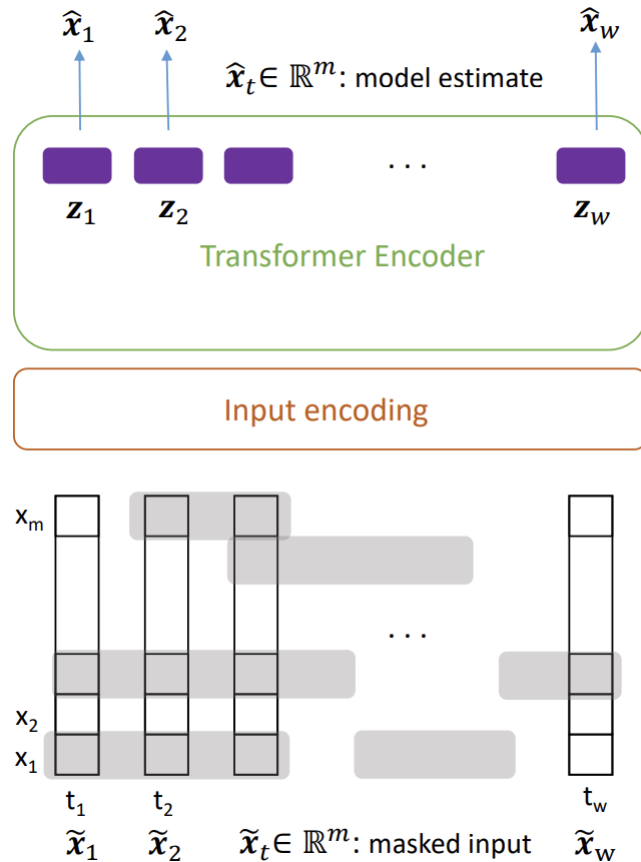 x̂₁ x̂₂ x̂w
x̂ₜ ∈ ℝᵐ: model estimate
. . .
z₁ z₂ zw
Transformer Encoder
Input encoding
xₘ
. . .
x₂
x₁
t₁ t₂ tw
x̃₁ x̃₂ x̃ₜ ∈ ℝᵐ: masked input x̃w